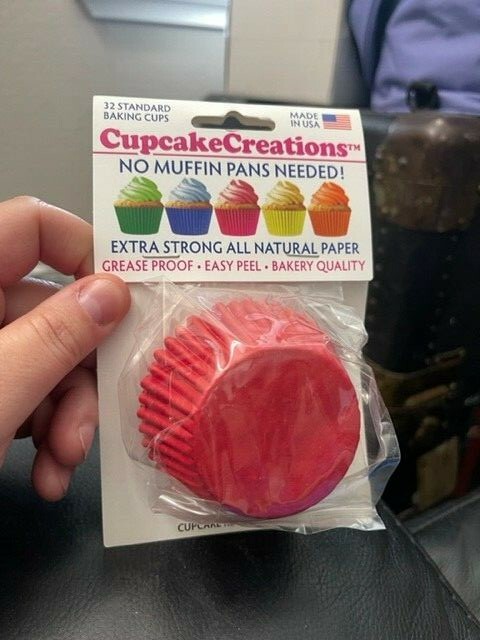 32 STANDARD
BAKING CUPS
MADE
IN USA
CupcakeCreations™
NO MUFFIN PANS NEEDED!
EXTRA STRONG ALL NATURAL PAPER
GREASE PROOF • EASY PEEL • BAKERY QUALITY